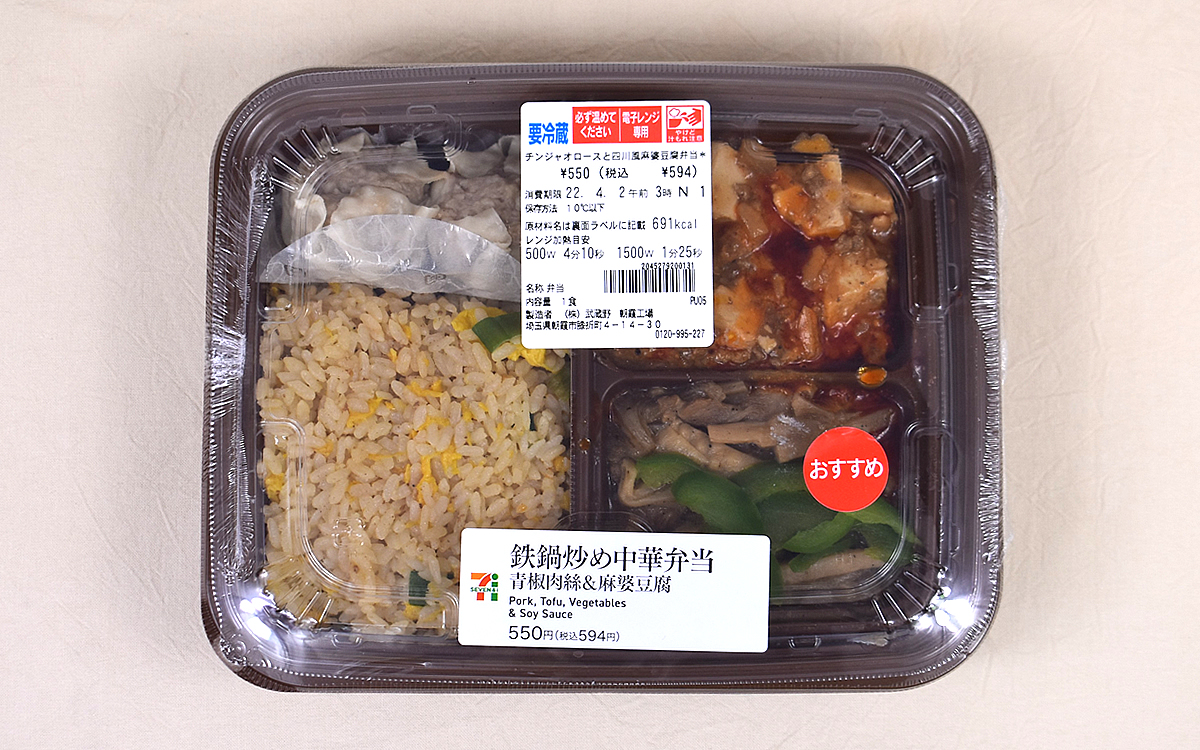 要冷蔵
必ず温めて
ください
電子レンジ
専用
やけど
汁もれ注意
チンジャオロースと四川風麻婆豆腐弁当*
¥550(税込 ¥594)
消費期限 22. 4. 2午前 3時 N 1
保存方法 10℃以下
原材料名は裏面ラベルに記載 691kcal
レンジ加熱目安
500W 4分10秒 1500W 1分25秒
2045279200131
名称 弁当
内容量 1食 PU06
製造者 (株) 武蔵野 朝霞工場
埼玉県朝霞市膝折町4-14-30
0120-995-227
おすすめ
鉄鍋炒め中華弁当
青椒肉絲&麻婆豆腐
7
SEVEN&i
Pork, Tofu, Vegetables
& Soy Sauce
550円(税込594円)